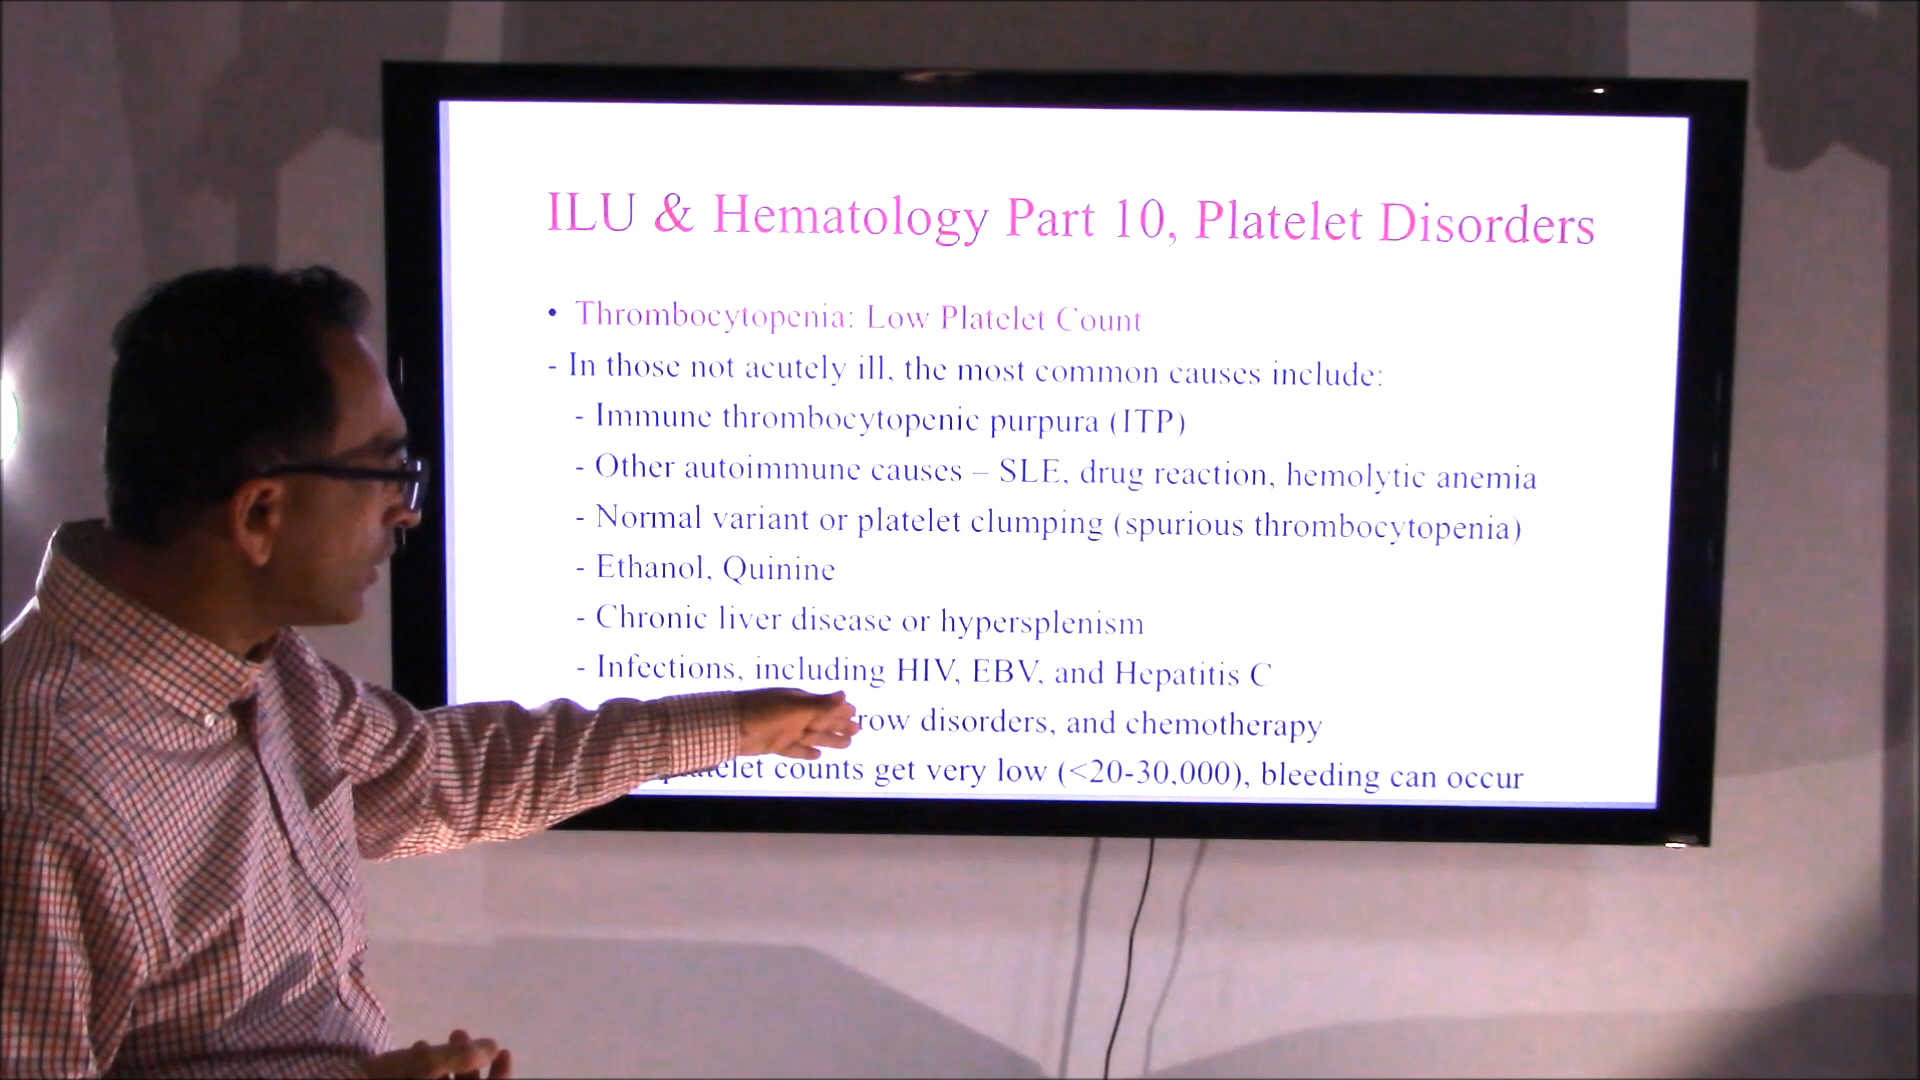 ILU & Hematology Part 10, Platelet Disorders
• Thrombocytopenia: Low Platelet Count
- In those not acutely ill, the most common causes include:
- Immune thrombocytopenic purpura (ITP)
- Other autoimmune causes – SLE, drug reaction, hemolytic anemia
- Normal variant or platelet clumping (spurious thrombocytopenia)
- Ethanol, Quinine
- Chronic liver disease or hypersplenism
- Infections, including HIV, EBV, and Hepatitis C
row disorders, and chemotherapy
platelet counts get very low (<20-30,000), bleeding can occur